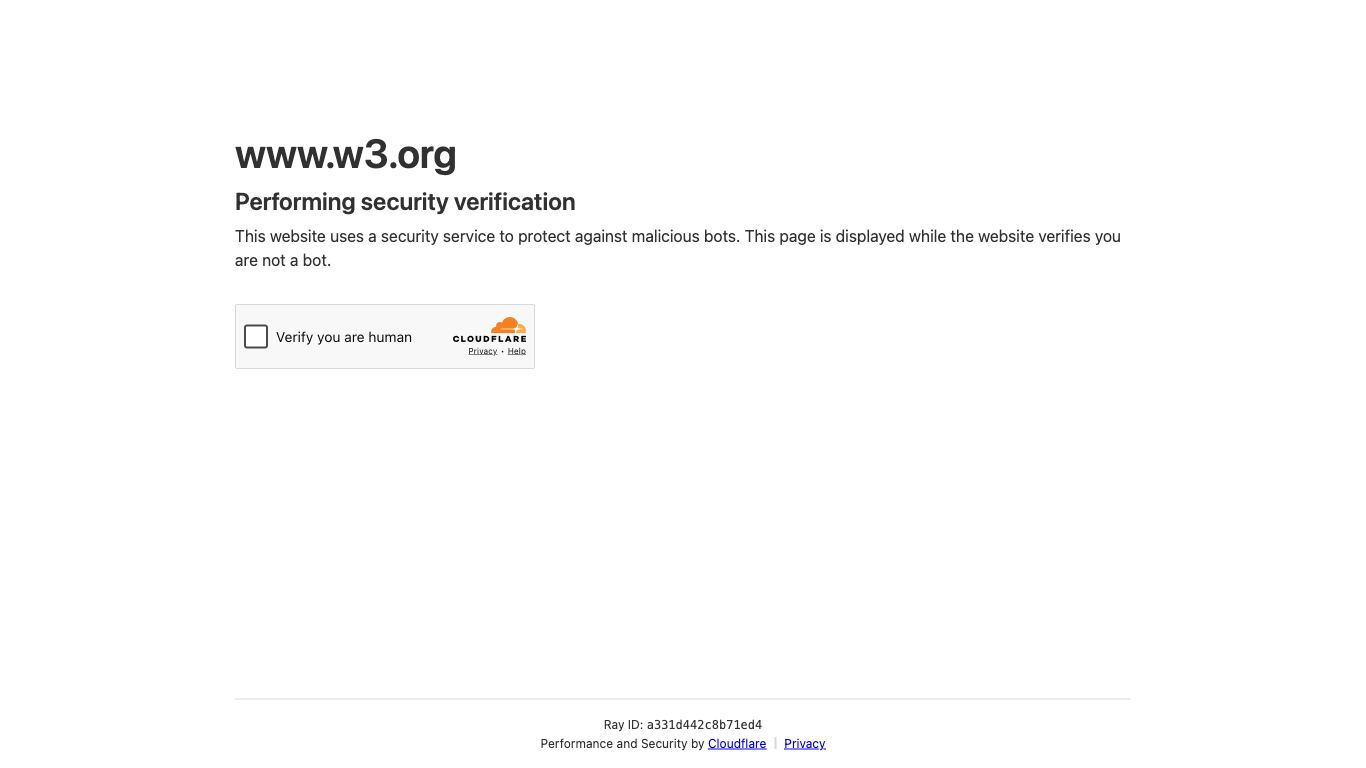 www.w3.org
Performing security verification
This website uses a security service to protect against malicious bots. This page is displayed while the website verifies you
are not a bot.
Verify you are human
CLOUDFLARE
Privacy • Help
Ray ID: a331d442c8b71ed4
Performance and Security by Cloudflare | Privacy